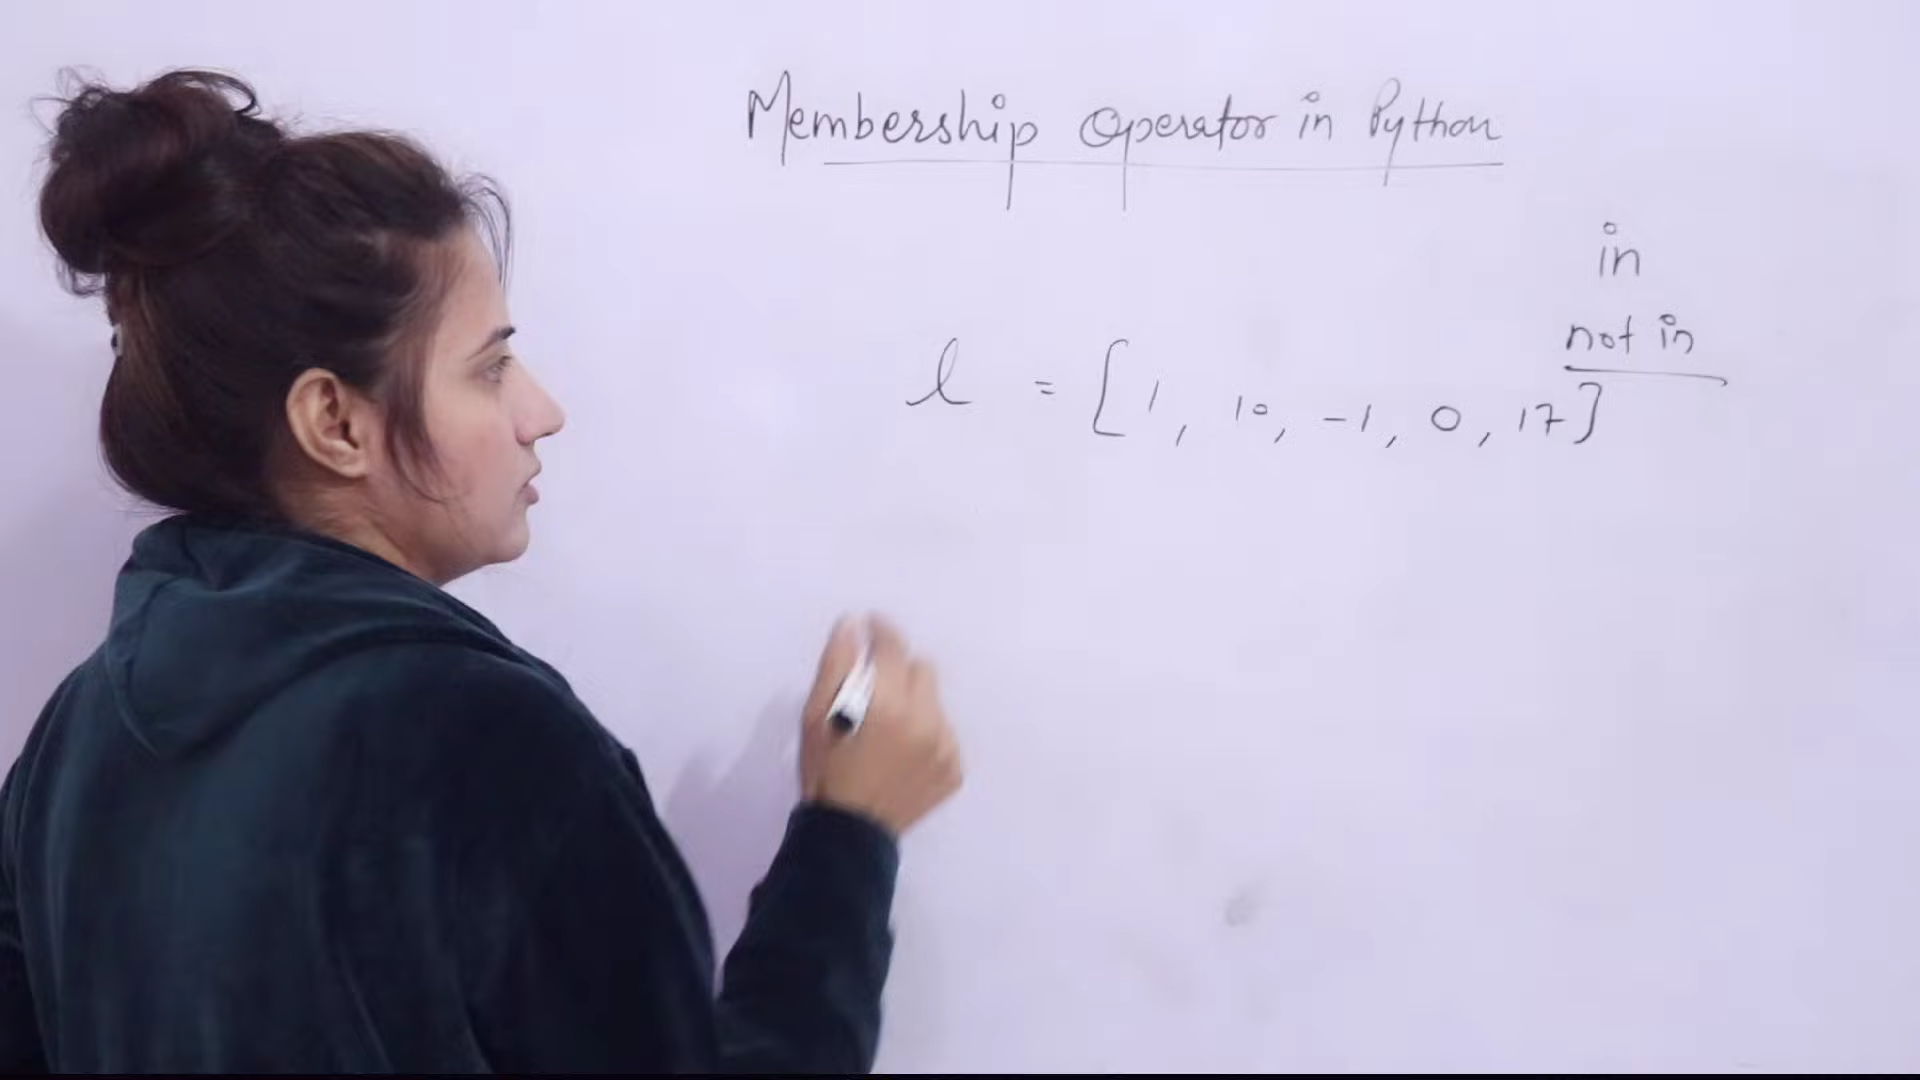 Membership Operator in Python
in
not in
l = [1, 10, -1, 0, 17]